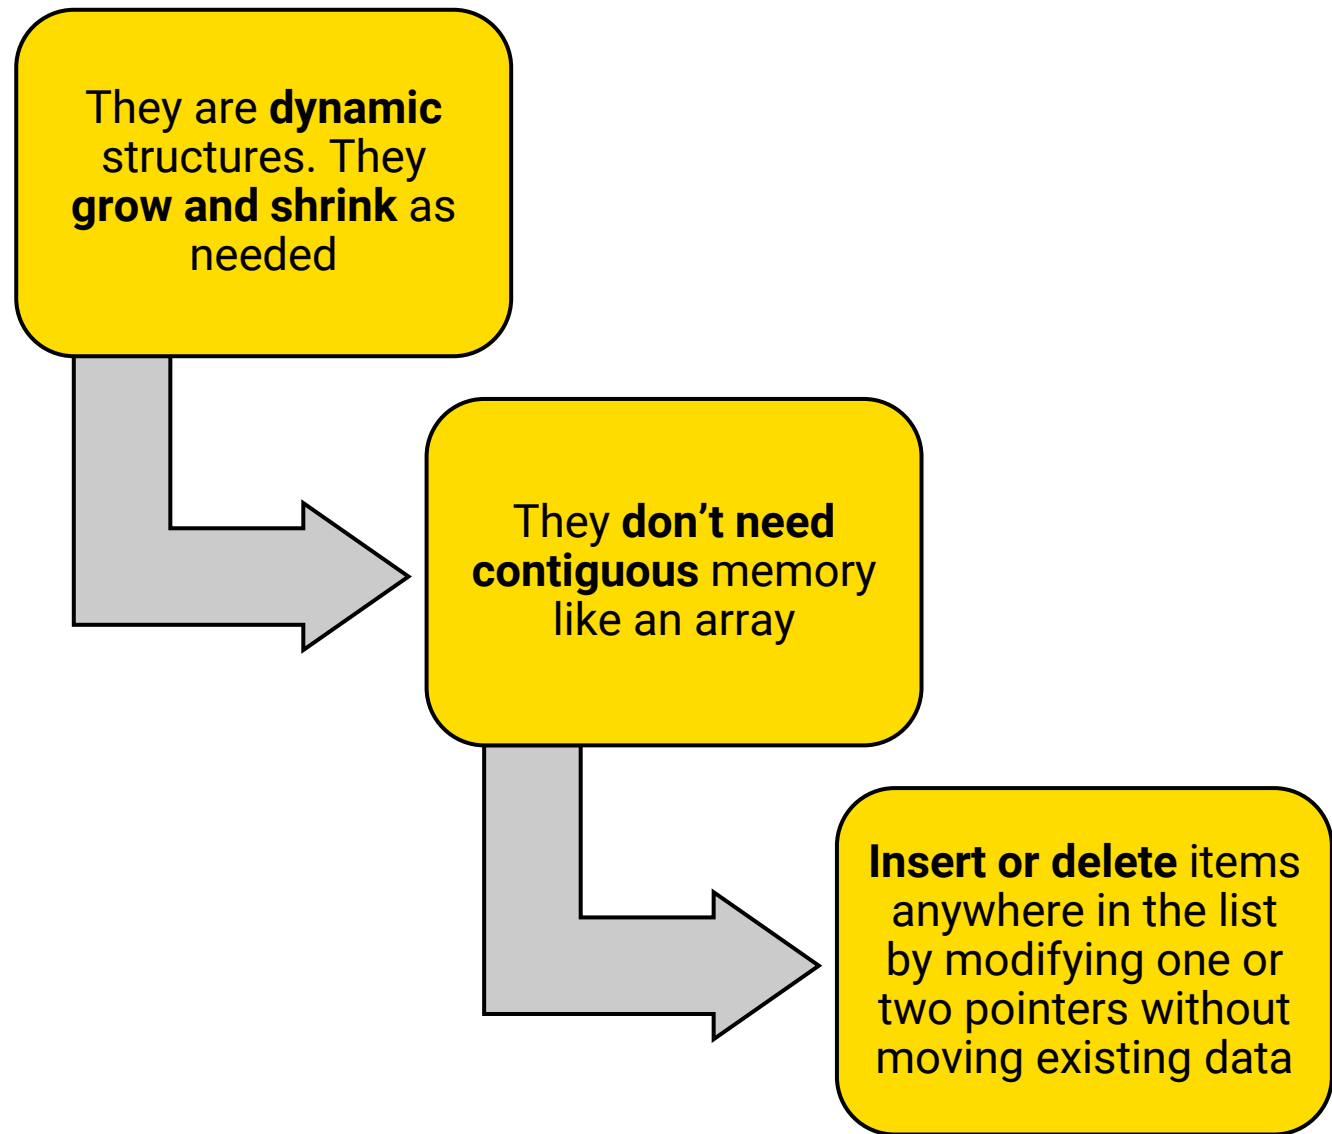 They are dynamic
structures. They
grow and shrink as
needed
They don’t need
contiguous memory
like an array
Insert or delete items
anywhere in the list
by modifying one or
two pointers without
moving existing data